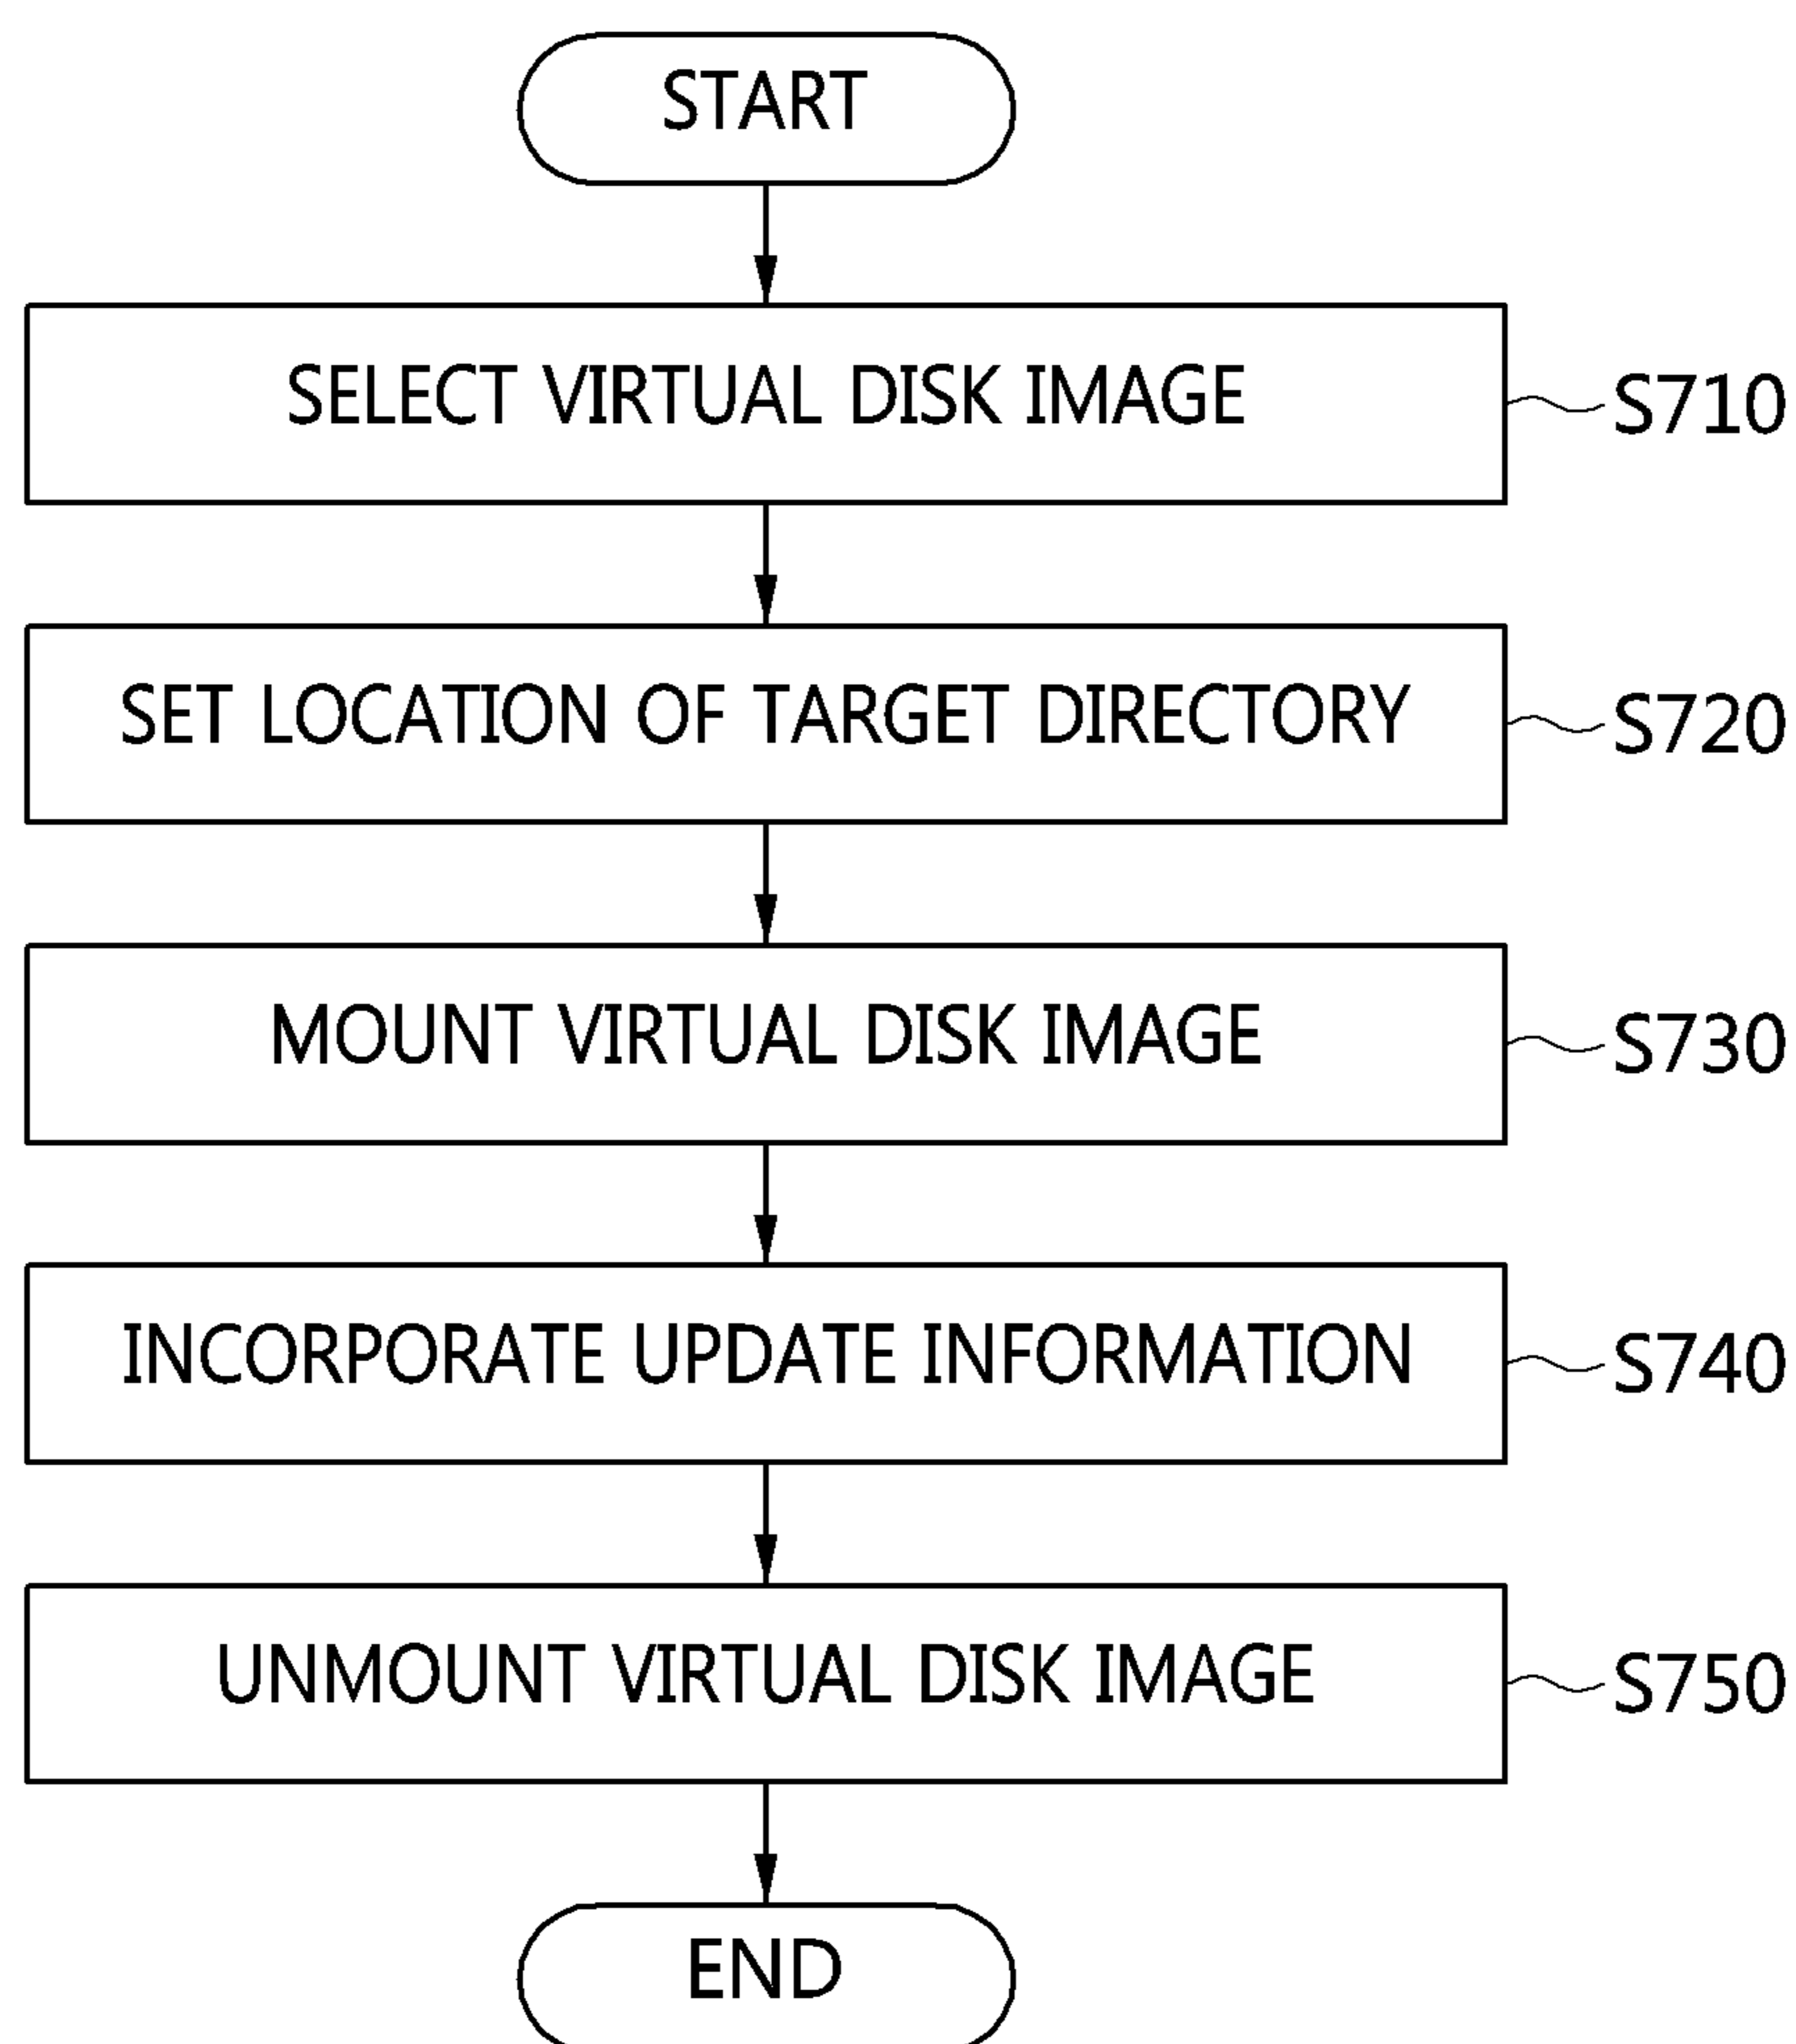 START
SELECT VIRTUAL DISK IMAGE
S710
SET LOCATION OF TARGET DIRECTORY
S720
MOUNT VIRTUAL DISK IMAGE
S730
INCORPORATE UPDATE INFORMATION
S740
UNMOUNT VIRTUAL DISK IMAGE
S750
END